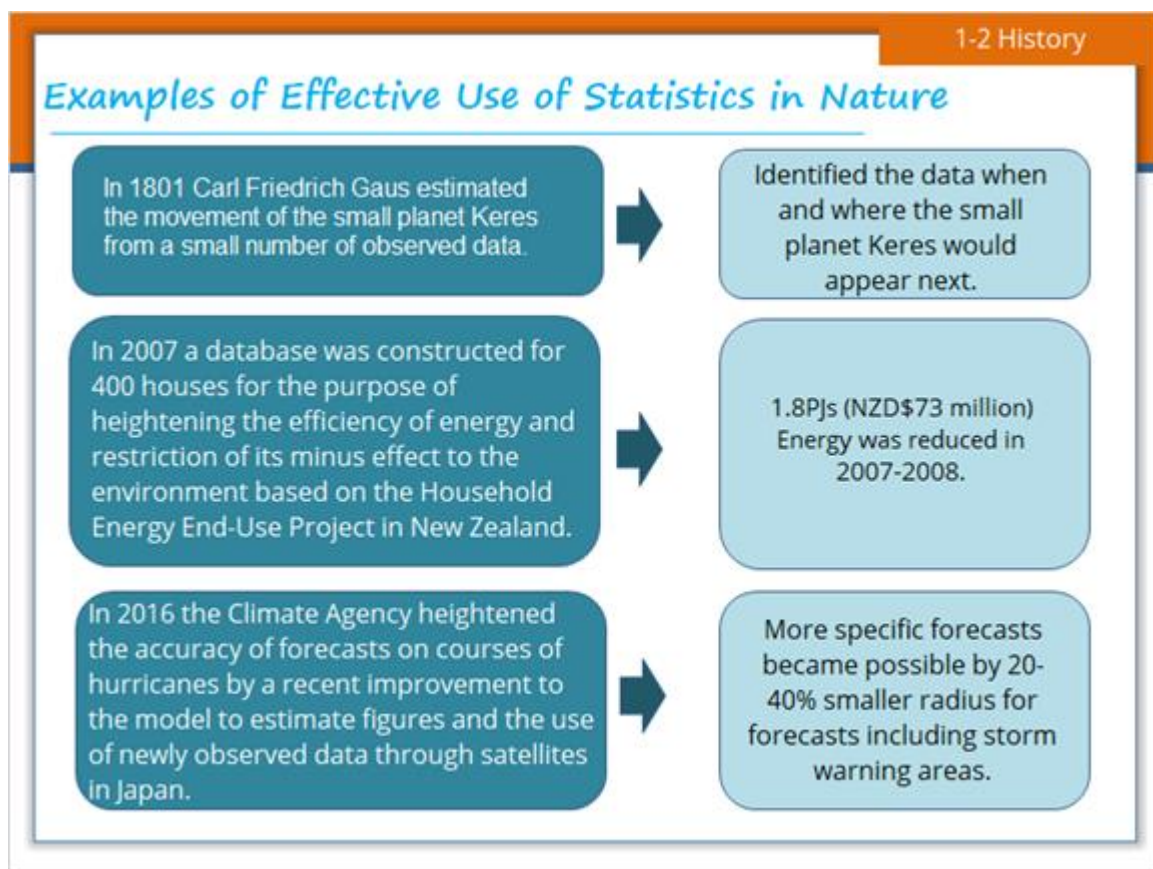 1-2 History
Examples of Effective Use of Statistics in Nature
In 1801 Carl Friedrich Gaus estimated
the movement of the small planet Keres
from a small number of observed data.
Identified the data when
and where the small
planet Keres would
appear next.
In 2007 a database was constructed for
400 houses for the purpose of
heightening the efficiency of energy and
restriction of its minus effect to the
environment based on the Household
Energy End-Use Project in New Zealand.
1.8PJs (NZD$73 million)
Energy was reduced in
2007-2008.
In 2016 the Climate Agency heightened
the accuracy of forecasts on courses of
hurricanes by a recent improvement to
the model to estimate figures and the use
of newly observed data through satellites
in Japan.
More specific forecasts
became possible by 20-
40% smaller radius for
forecasts including storm
warning areas.